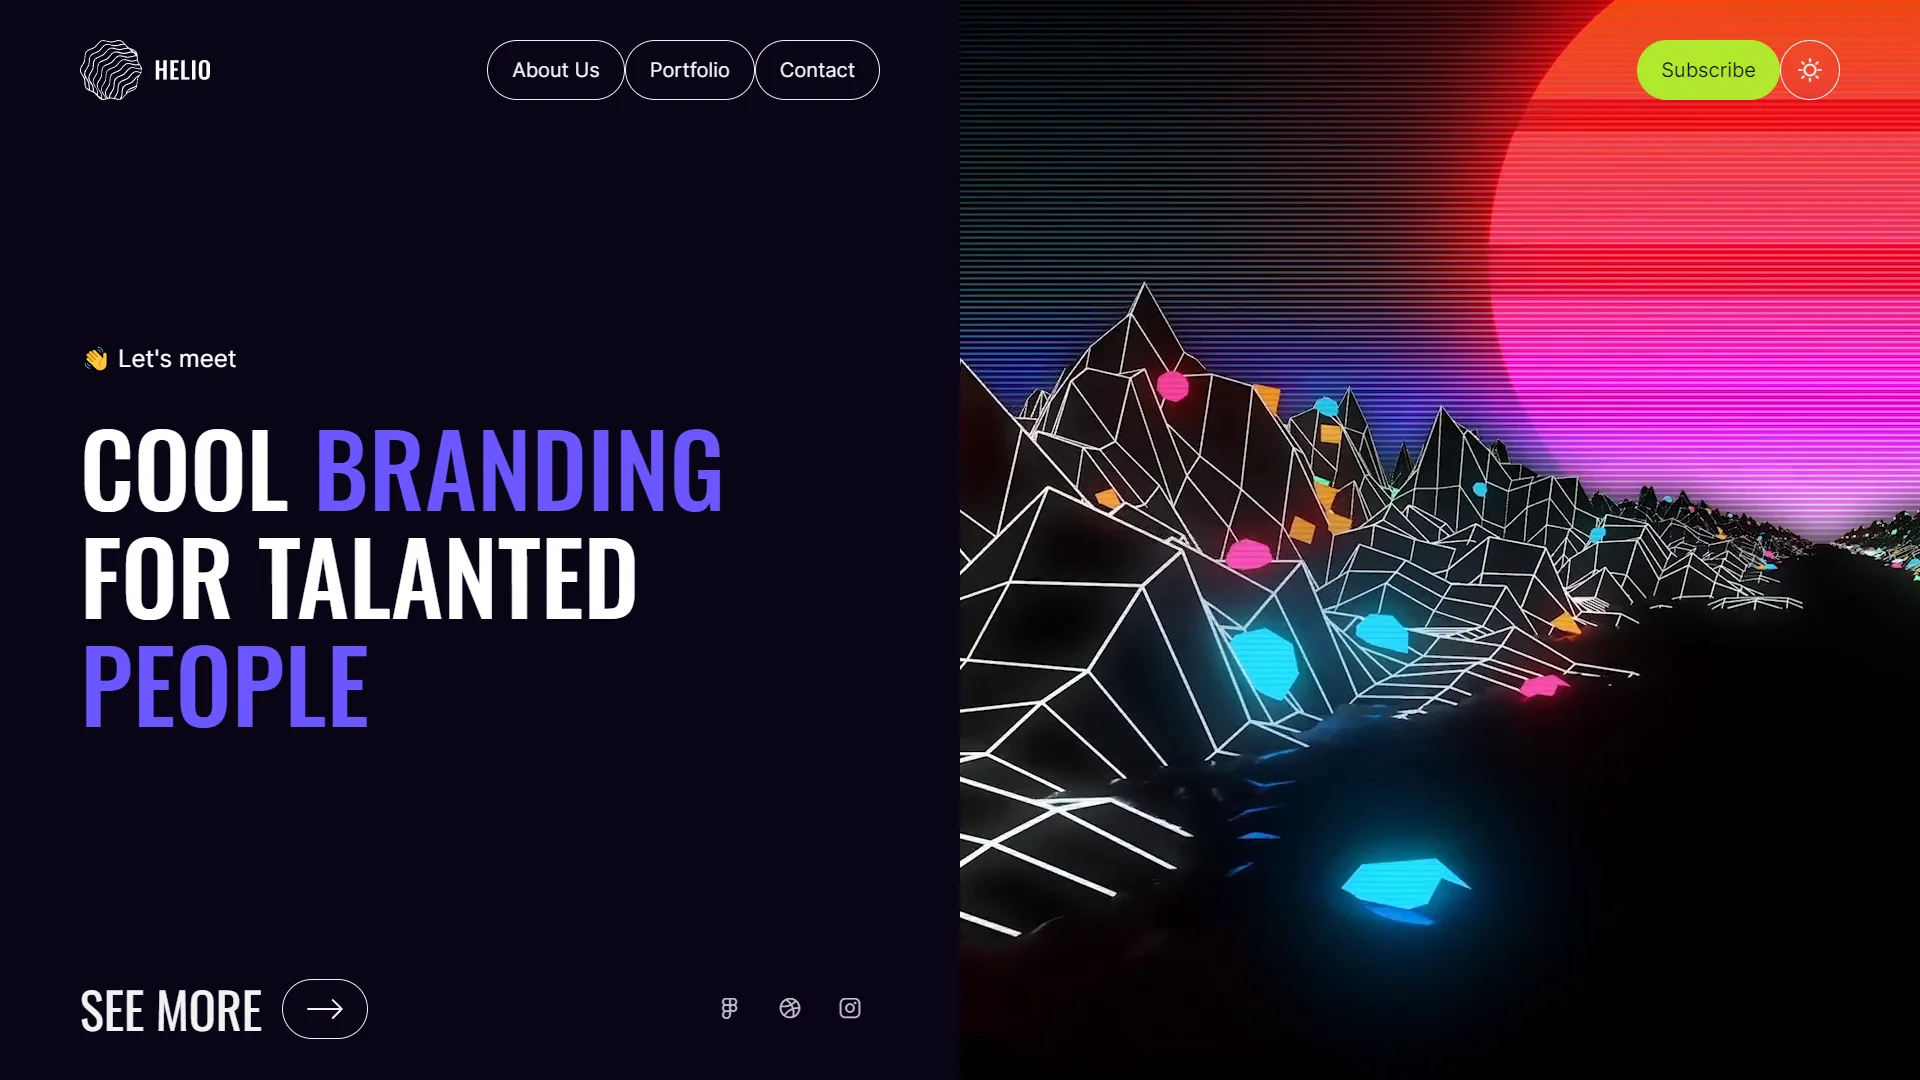 HELIO
About Us
Portfolio
Contact
Subscribe
👋 Let's meet
COOL BRANDING
FOR TALANTED
PEOPLE
SEE MORE